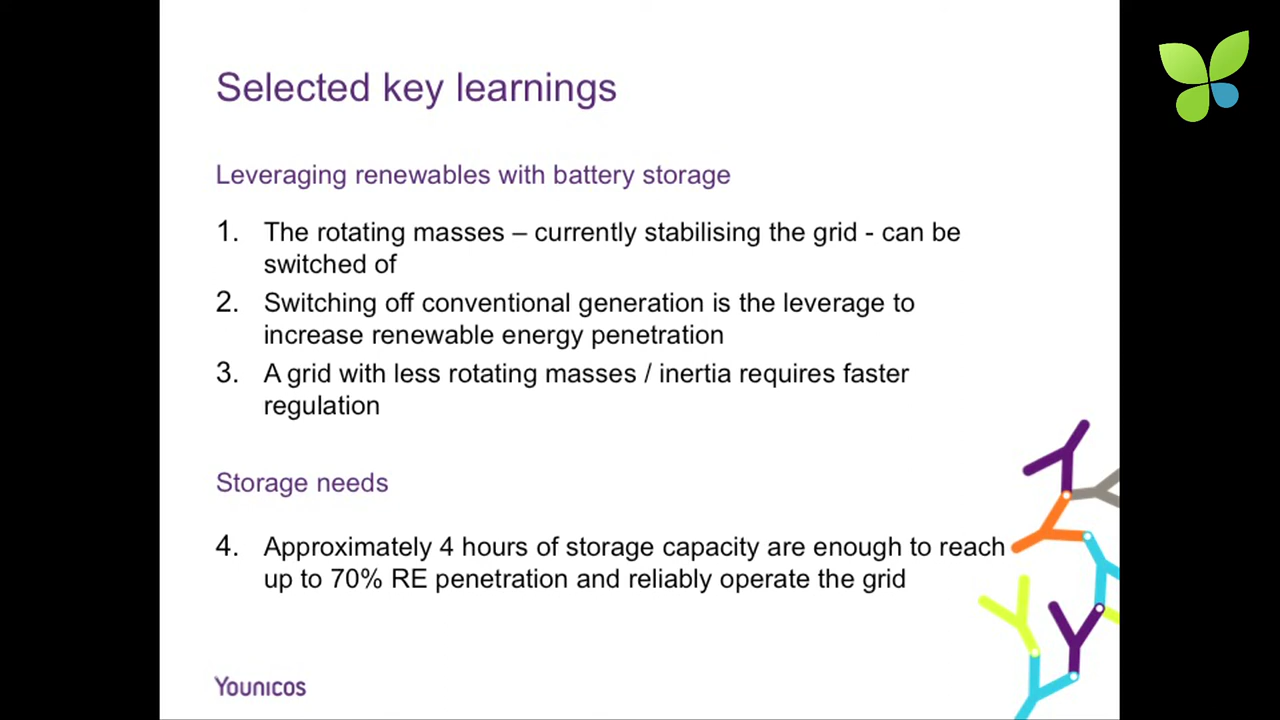 Selected key learnings
Leveraging renewables with battery storage
1. The rotating masses – currently stabilising the grid - can be
switched of
2. Switching off conventional generation is the leverage to
increase renewable energy penetration
3. A grid with less rotating masses / inertia requires faster
regulation
Storage needs
4. Approximately 4 hours of storage capacity are enough to reach
up to 70% RE penetration and reliably operate the grid
Younicos